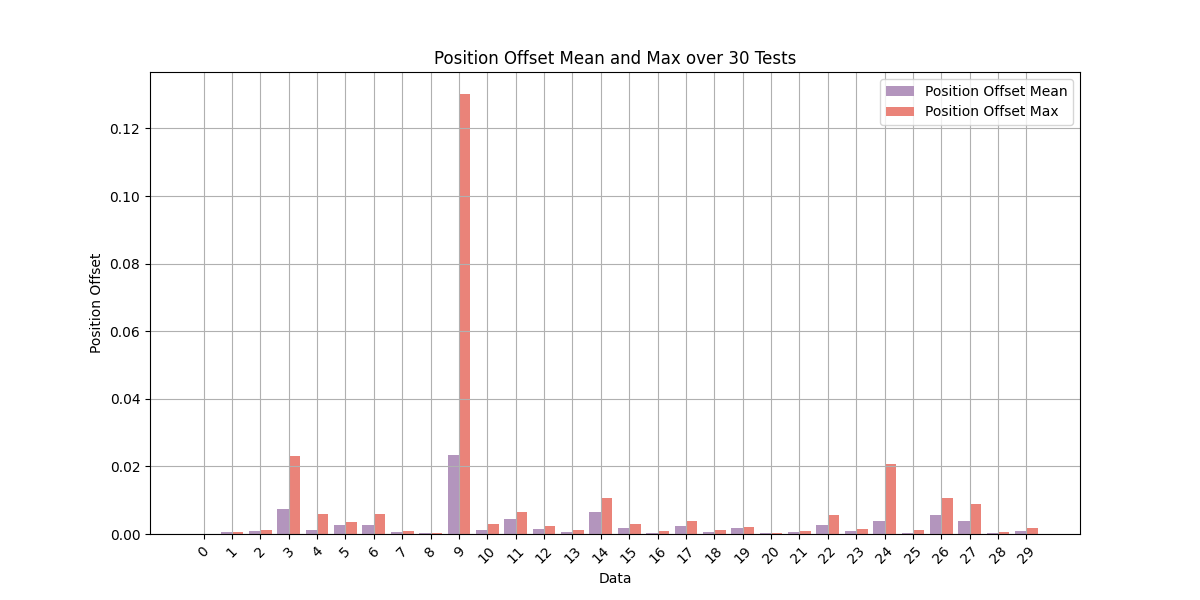 Position Offset Mean and Max over 30 Tests
Position Offset Mean
Position Offset Max
0.12
0.10
0.08
0.06
0.04
0.02
0.00
Position Offset
0 1 2 3 4 5 6 7 8 9 10 11 12 13 14 15 16 17 18 19 20 21 22 23 24 25 26 27 28 29
Data